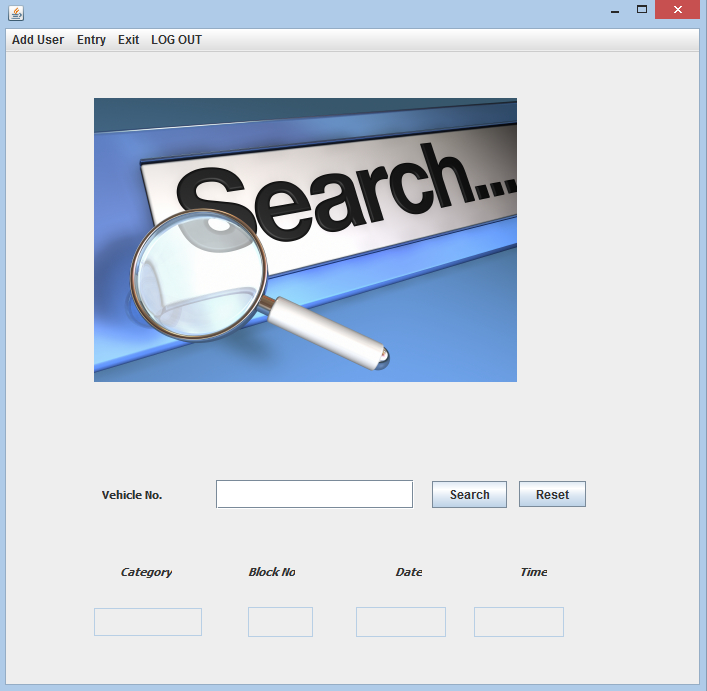 Add User Entry Exit LOG OUT
Search...
Vehicle No. Search Reset
Category Block No Date Time